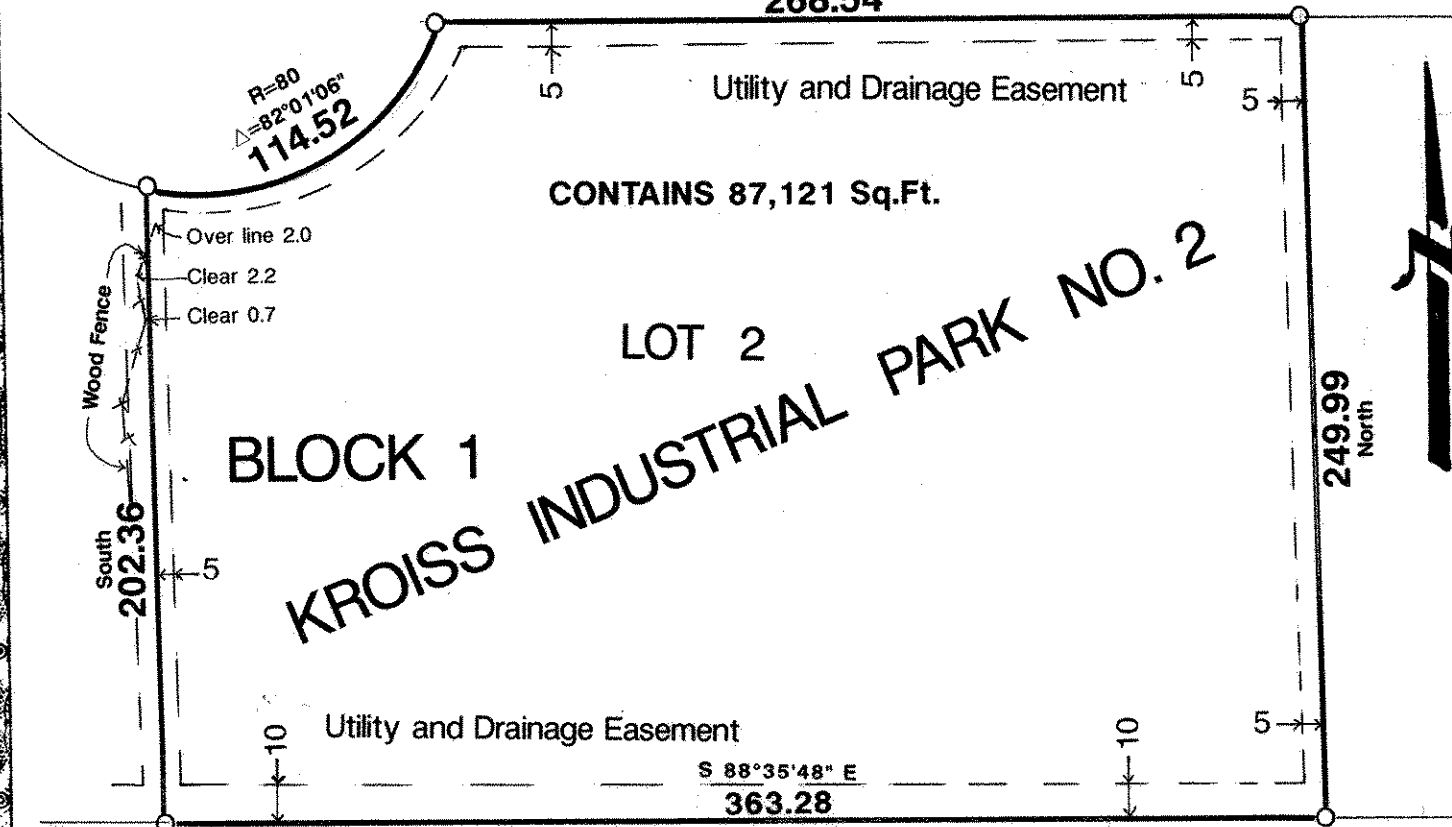 268.54
R=80
△=82°01'06"
114.52
5
5
5
Utility and Drainage Easement
CONTAINS 87,121 Sq.Ft.
Over line 2.0
Clear 2.2
Clear 0.7
Wood Fence
LOT 2
BLOCK 1
KROISS INDUSTRIAL PARK NO. 2
249.99
North
South
202.36
5
5
10
Utility and Drainage Easement
10
S 88°35'48" E
363.28